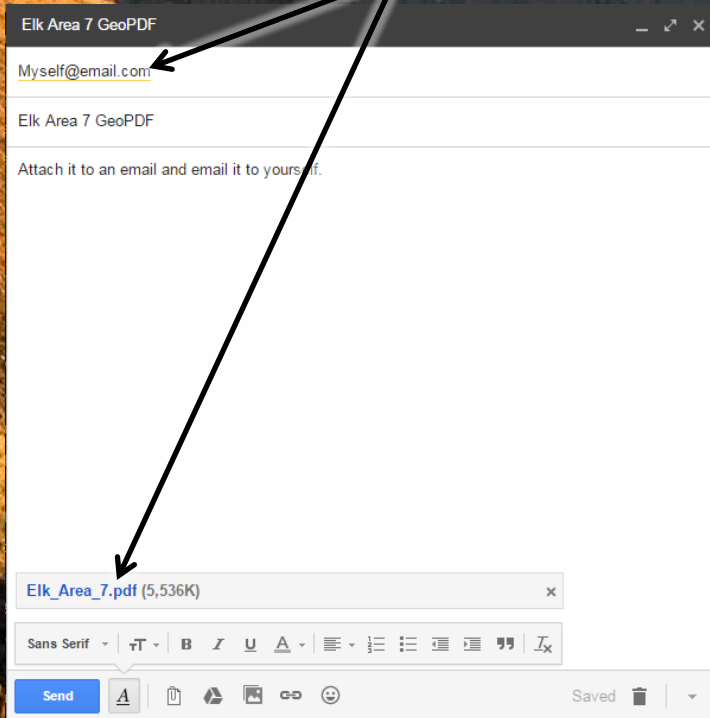 Elk Area 7 GeoPDF
Myself@email.com
Elk Area 7 GeoPDF
Attach it to an email and email it to yourself.
Elk_Area_7.pdf (5,536K)
Sans Serif
Send
Saved